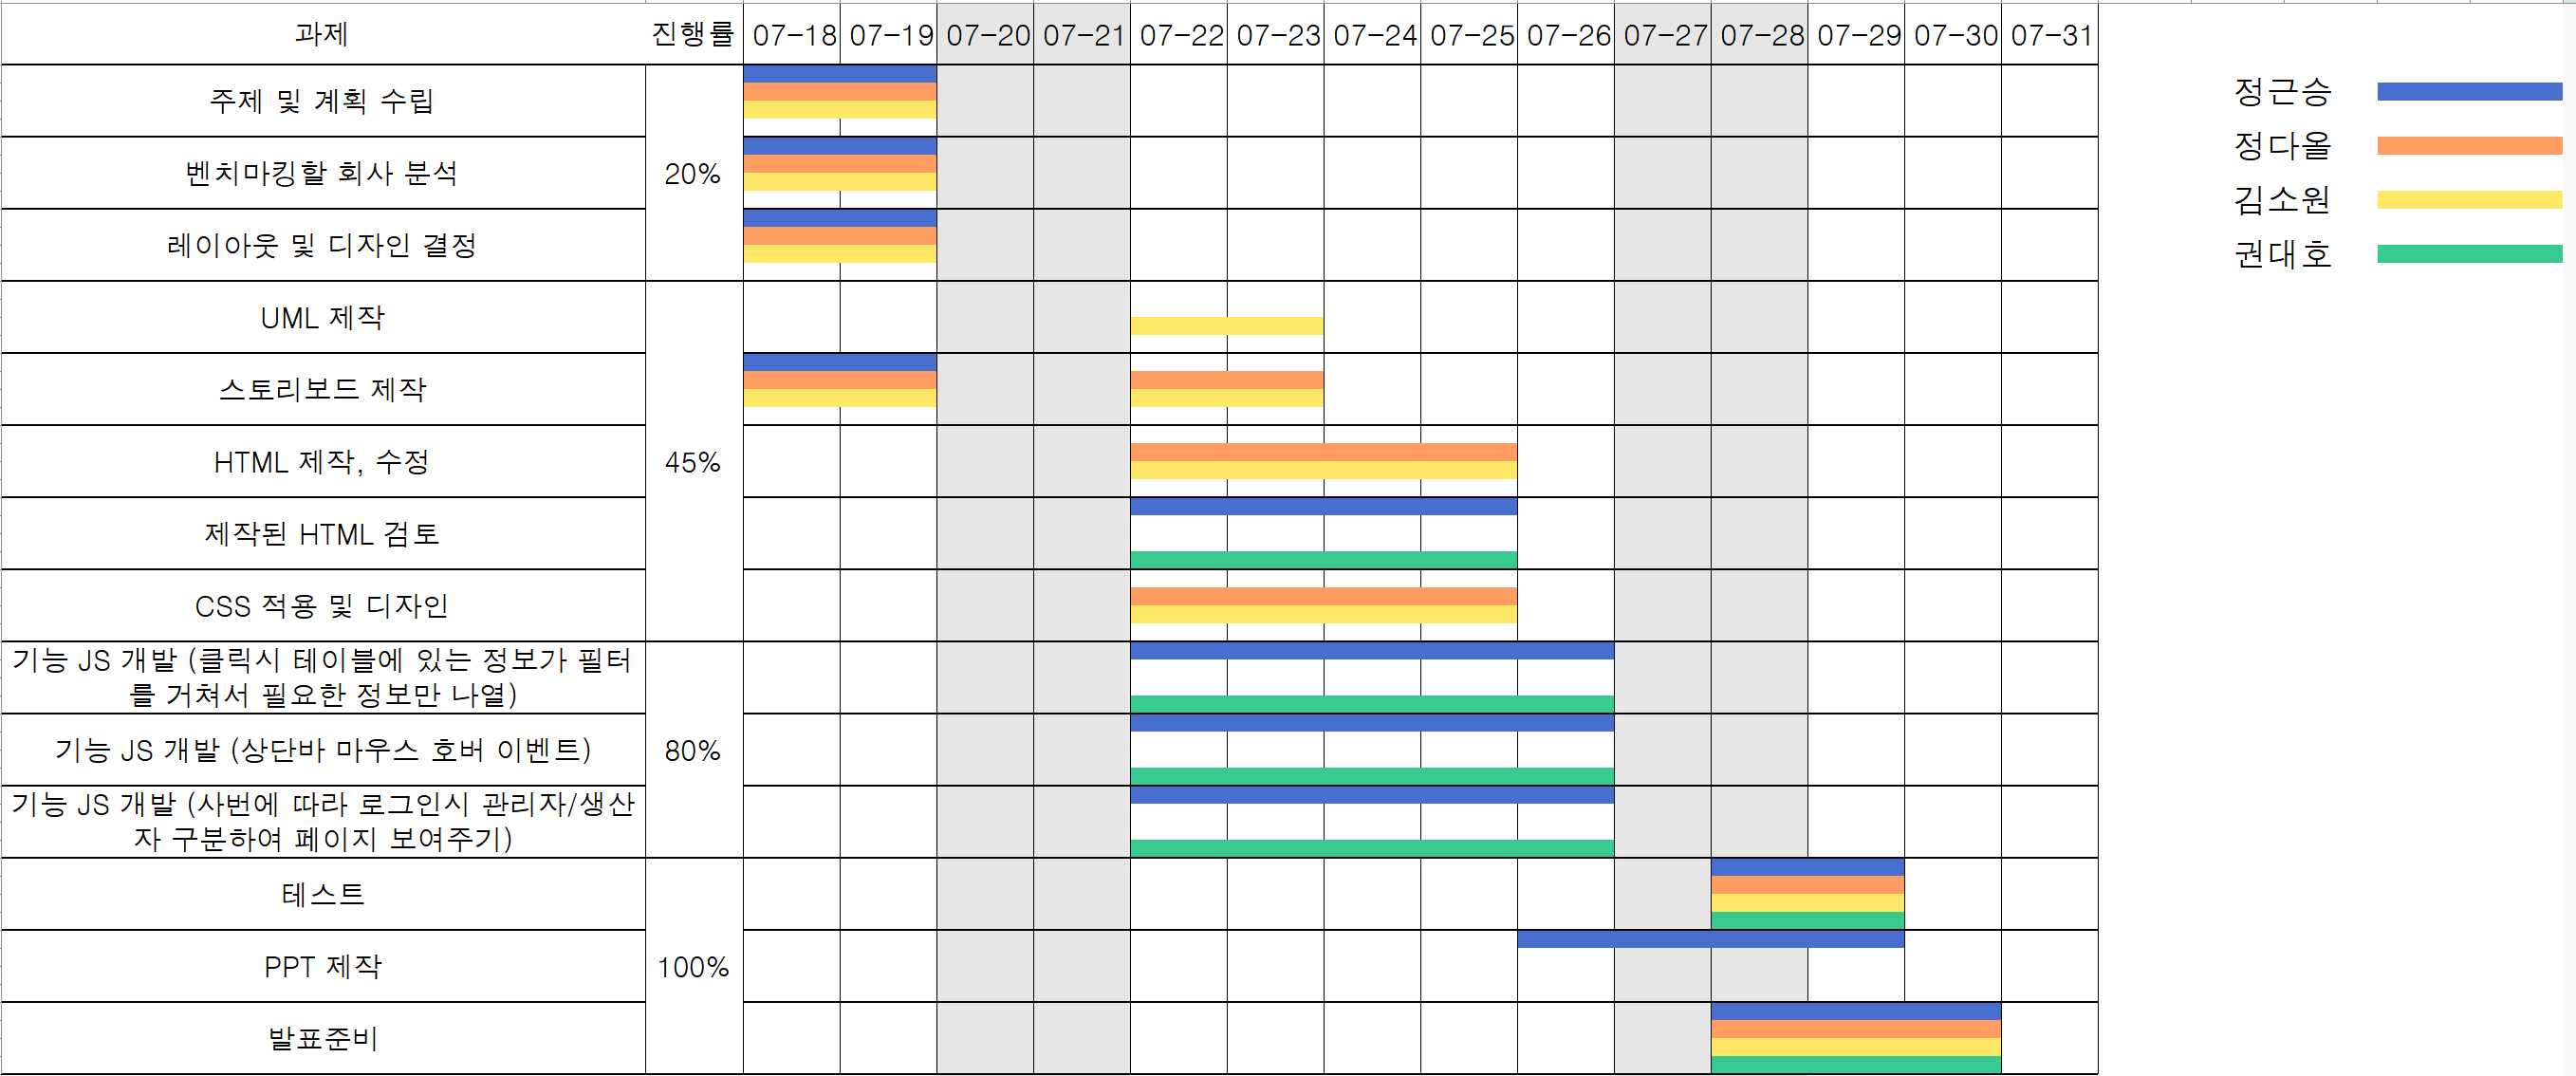 과제 진행률 07-18 07-19 07-20 07-21 07-22 07-23 07-24 07-25 07-26 07-27 07-28 07-29 07-30 07-31
정근승
정다올
김소원
권대호
주제 및 계획 수립
벤치마킹할 회사 분석
20%
레이아웃 및 디자인 결정
UML 제작
스토리보드 제작
HTML 제작, 수정
45%
제작된 HTML 검토
CSS 적용 및 디자인
기능 JS 개발 (클릭시 테이블에 있는 정보가 필터
를 거쳐서 필요한 정보만 나열)
기능 JS 개발 (상단바 마우스 호버 이벤트)
80%
기능 JS 개발 (사번에 따라 로그인시 관리자/생산
자 구분하여 페이지 보여주기)
테스트
PPT 제작
100%
발표준비